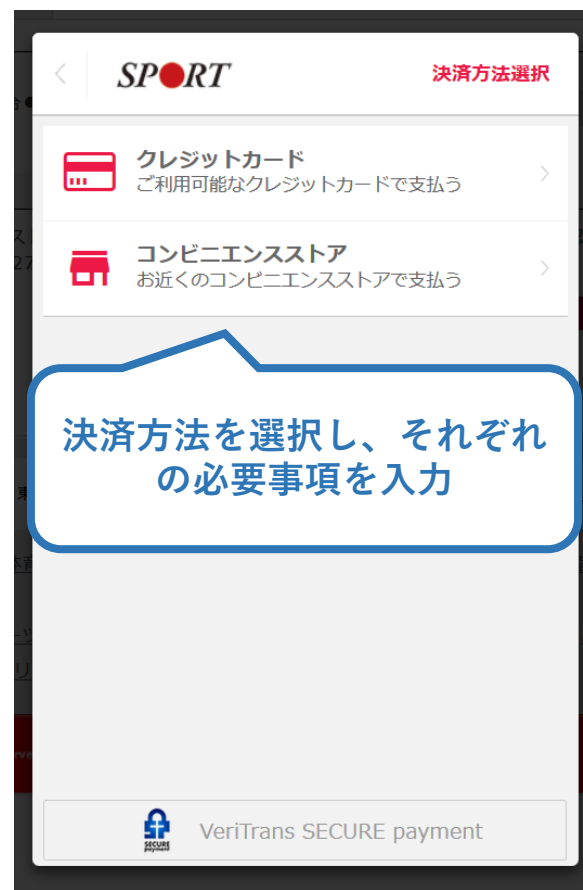 SPORT
決済方法選択
クレジットカード
ご利用可能なクレジットカードで支払う
コンビニエンスストア
お近くのコンビニエンスストアで支払う
決済方法を選択し、それぞれ
の必要事項を入力
SECURE
payment
VeriTrans SECURE payment